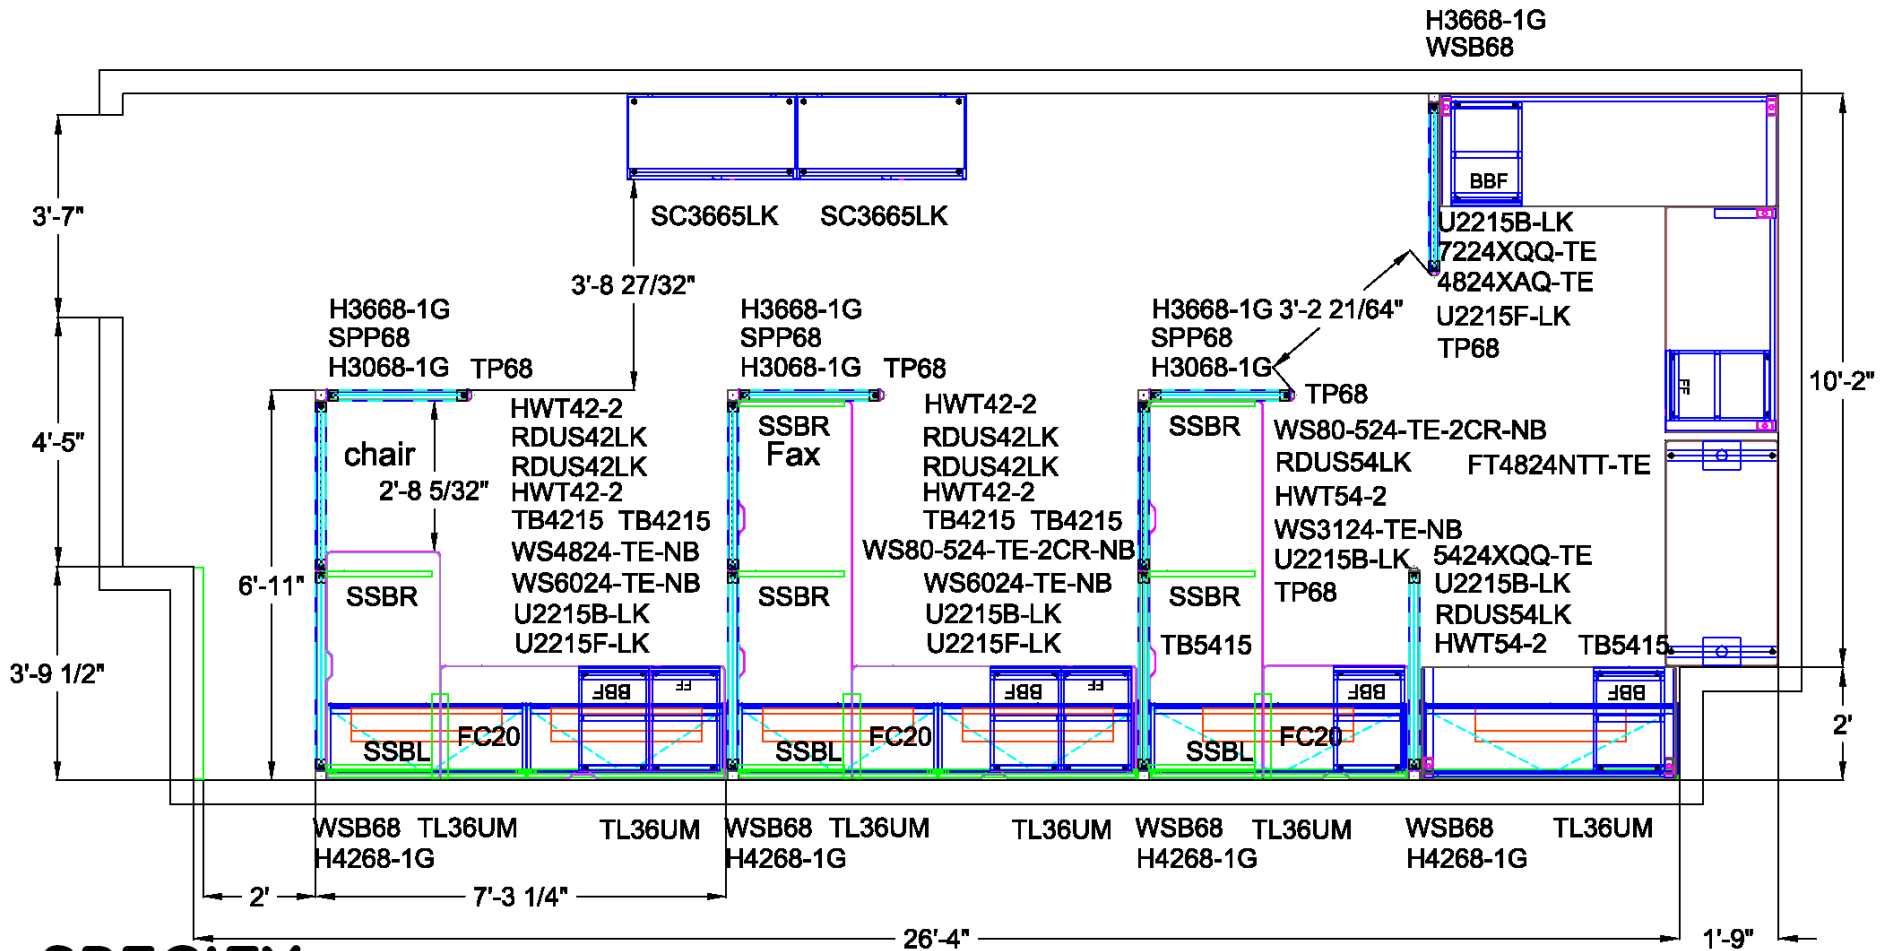 H3668-1G
WSB68
3'-7"
SC3665LK SC3665LK
BBF
U2215B-LK
7224XQQ-TE
4824XAQ-TE
U2215F-LK
TP68
3'-8 27/32"
3'-2 21/64"
FF
10'-2"
H3668-1G
SPP68
H3068-1G TP68
H3668-1G
SPP68
H3068-1G TP68
H3668-1G
SPP68
H3068-1G TP68
4'-5"
chair
2'-8 5/32"
6'-11"
SSBR
HWT42-2
RDUS42LK
RDUS42LK
HWT42-2
TB4215 TB4215
WS4824-TE-NB
WS6024-TE-NB
U2215B-LK
U2215F-LK
SSBR
Fax
SSBR
HWT42-2
RDUS42LK
RDUS42LK
HWT42-2
TB4215 TB4215
WS80-524-TE-2CR-NB
WS6024-TE-NB
U2215B-LK
U2215F-LK
SSBR
SSBR
TB5415
WS80-524-TE-2CR-NB
RDUS54LK
FT4824NTT-TE
HWT54-2
WS3124-TE-NB
U2215B-LK
TP68
5424XQQ-TE
U2215B-LK
RDUS54LK
HWT54-2 TB5415
3'-9 1/2"
BBF FF
BBF FF
BBF
BBF
2'
SSBL FC20
SSBL FC20
SSBL FC20
WSB68 TL36UM TL36UM
H4268-1G
WSB68 TL36UM TL36UM
H4268-1G
WSB68 TL36UM
H4268-1G
WSB68 TL36UM
H4268-1G
2' 7'-3 1/4"
26'-4" 1'-9"